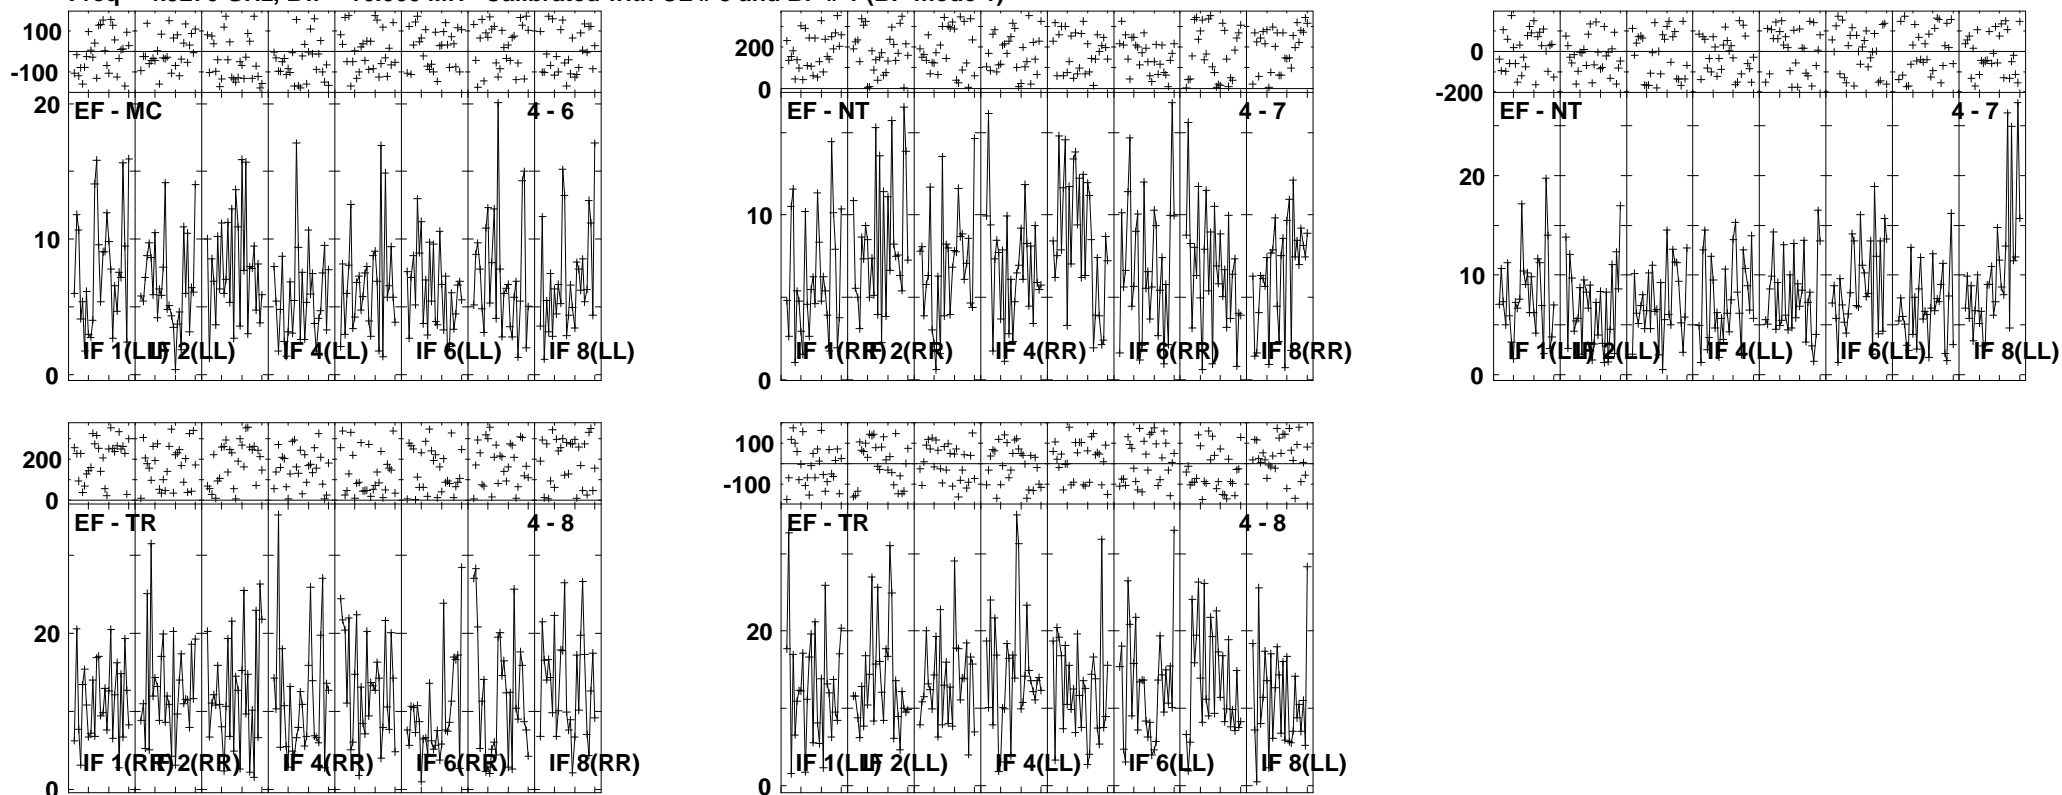 100
-100
20
EF - MC
4 - 6
10
0
IF 1(LL)
IF 2(LL)
IF 4(LL)
IF 6(LL)
IF 8(LL)
200
0
EF - NT
4 - 7
10
0
IF 1(RR)
IF 2(RR)
IF 4(RR)
IF 6(RR)
IF 8(RR)
0
-200
EF - NT
4 - 7
20
10
0
IF 1(LL)
IF 2(LL)
IF 4(LL)
IF 6(LL)
IF 8(LL)
200
0
EF - TR
4 - 8
20
0
IF 1(RR)
IF 2(RR)
IF 4(RR)
IF 6(RR)
IF 8(RR)
100
-100
EF - TR
4 - 8
20
0
IF 1(LL)
IF 2(LL)
IF 4(LL)
IF 6(LL)
IF 8(LL)